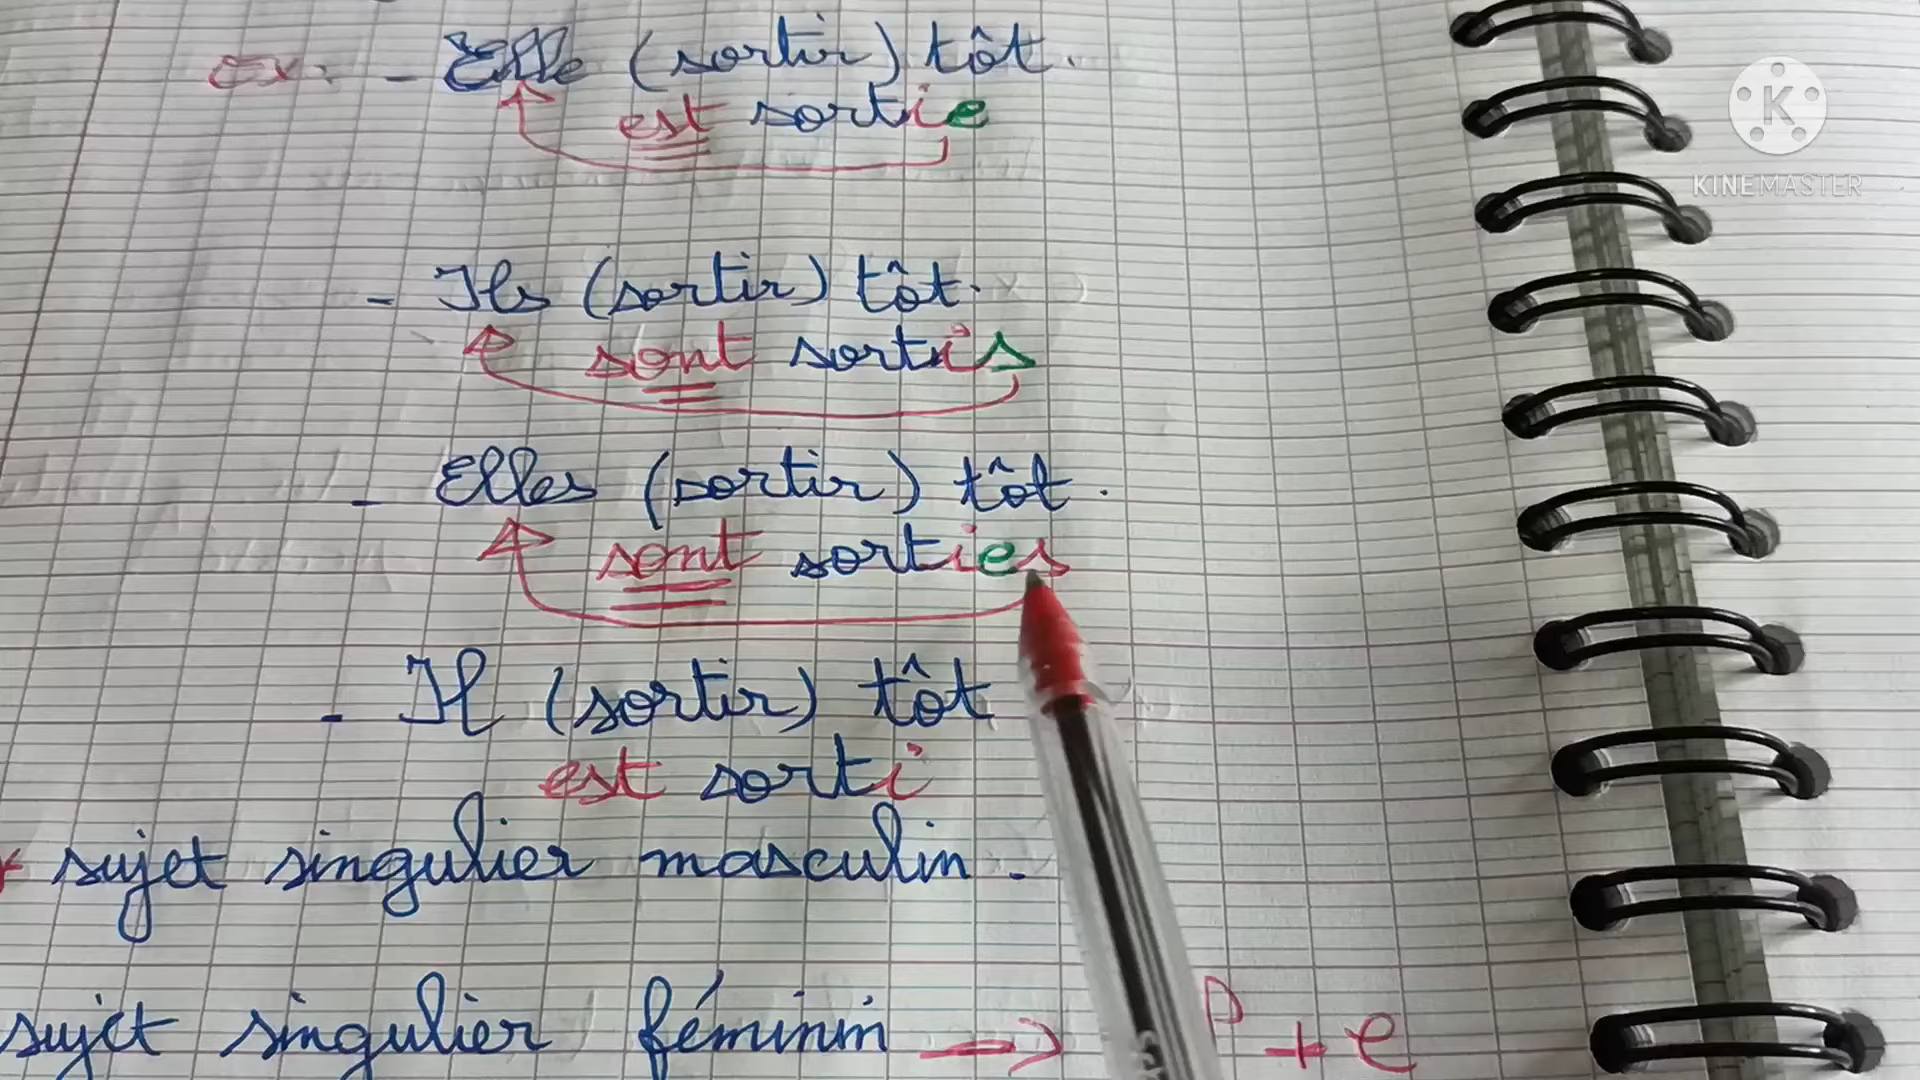 ex: - Elle (sortir) tôt.
est sortie
- Ils (sortir) tôt.
sont sortis
- Elles (sortir) tôt.
sont sorties
- Il (sortir) tôt
est sorti
sujet singulier masculin.
sujet singulier féminin → P + e
K
KINEMASTER